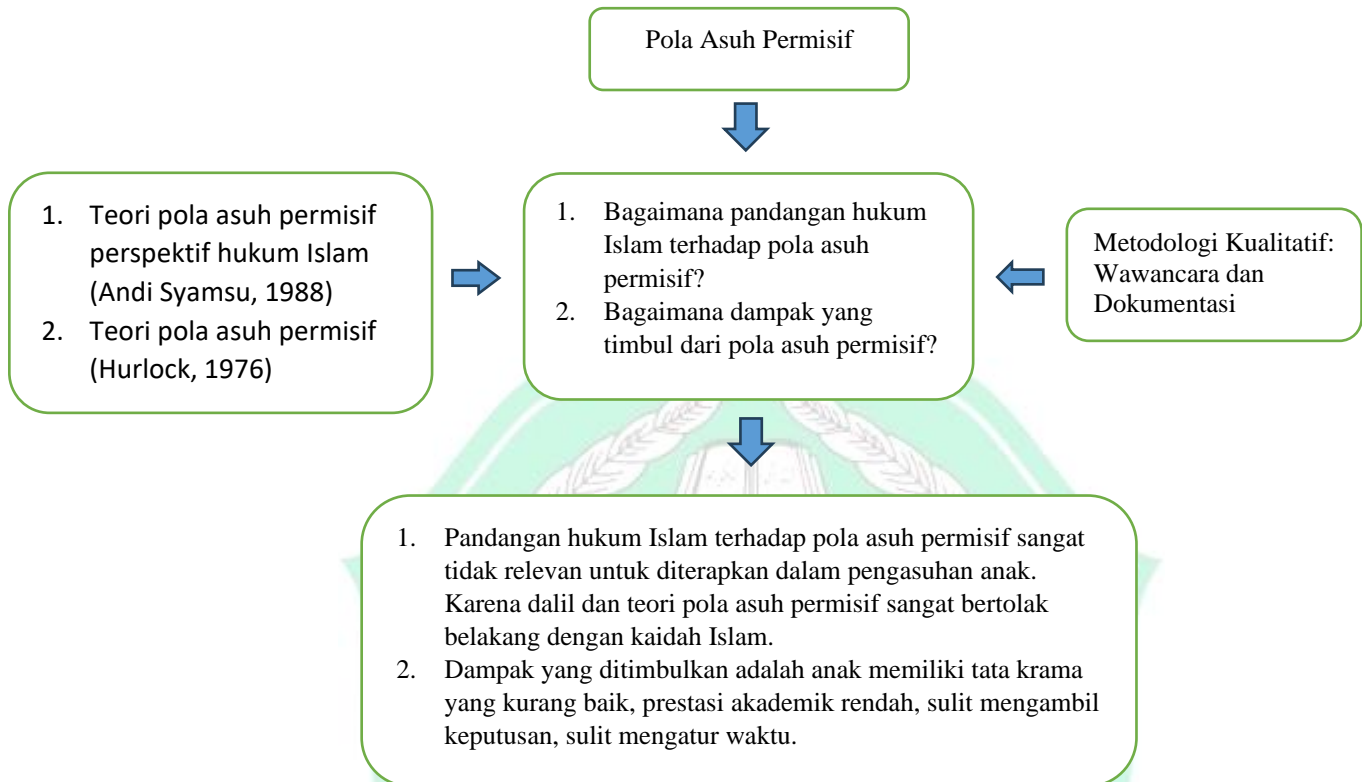 Pola Asuh Permisif
1. Teori pola asuh permisif
perspektif hukum Islam
(Andi Syamsu, 1988)
2. Teori pola asuh permisif
(Hurlock, 1976)
1. Bagaimana pandangan hukum
Islam terhadap pola asuh
permisif?
2. Bagaimana dampak yang
timbul dari pola asuh permisif?
Metodologi Kualitatif:
Wawancara dan
Dokumentasi
1. Pandangan hukum Islam terhadap pola asuh permisif sangat
tidak relevan untuk diterapkan dalam pengasuhan anak.
Karena dalil dan teori pola asuh permisif sangat bertolak
belakang dengan kaidah Islam.
2. Dampak yang ditimbulkan adalah anak memiliki tata krama
yang kurang baik, prestasi akademik rendah, sulit mengambil
keputusan, sulit mengatur waktu.